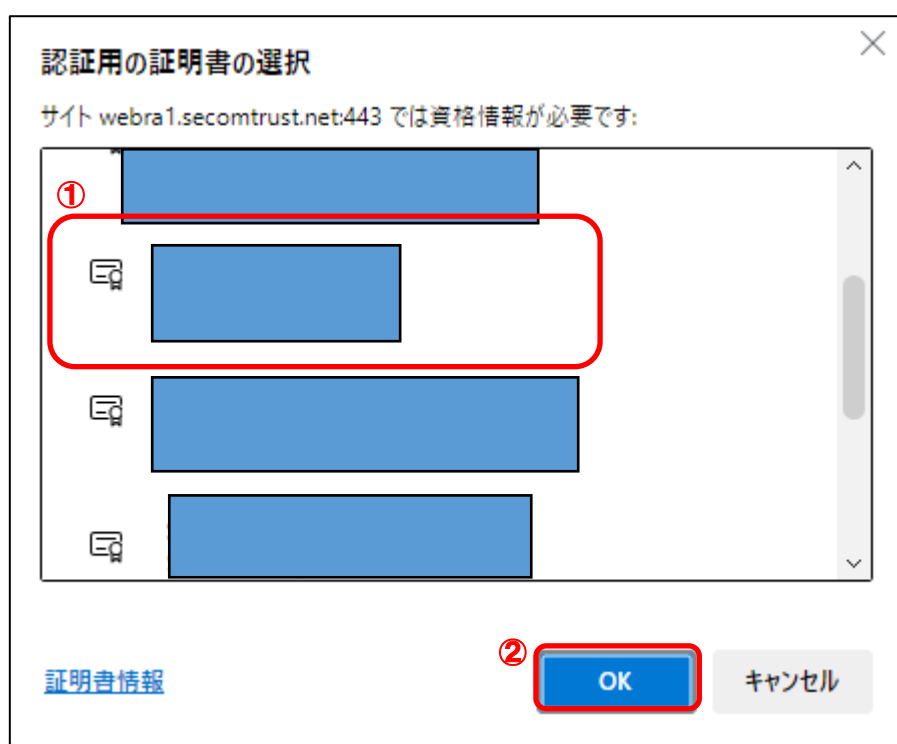 認証用の証明書の選択
サイト webra1.secomtrust.net:443 では資格情報が必要です:
①
②
証明書情報
OK
キャンセル